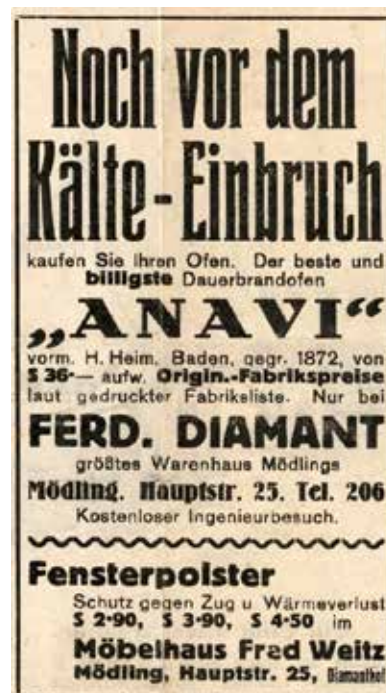 Noch vor dem
Kälte-Einbruch
kaufen Sie Ihren Ofen. Der beste und
billigste Dauerbrandofen
„ANAVI“
vorm. H. Heim, Baden, gegr. 1872, von
S 36·— aufw. Origin.-Fabrikspreise
laut gedruckter Fabriksliste. Nur bei
FERD. DIAMANT
größtes Warenhaus Mödlings
Mödling, Hauptstr. 25. Tel. 206
Kostenloser Ingenieurbesuch.
Fensterpolster
Schutz gegen Zug u. Wärmeverlust
S 2·90, S 3·90, S 4·50 im
Möbelhaus Fred Weitz
Mödling, Hauptstr. 25, Diamanthof